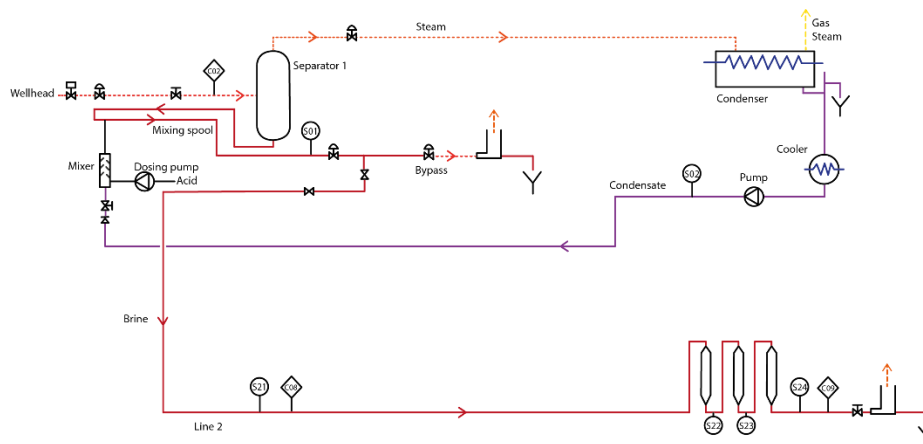 Steam
Gas
Steam
C02
Separator 1
Wellhead
Condenser
Mixing spool
S01
Mixer
Dosing pump
Acid
Bypass
Cooler
Condensate
S02
Pump
Brine
S21
C08
S24
C09
S22
S23
Line 2